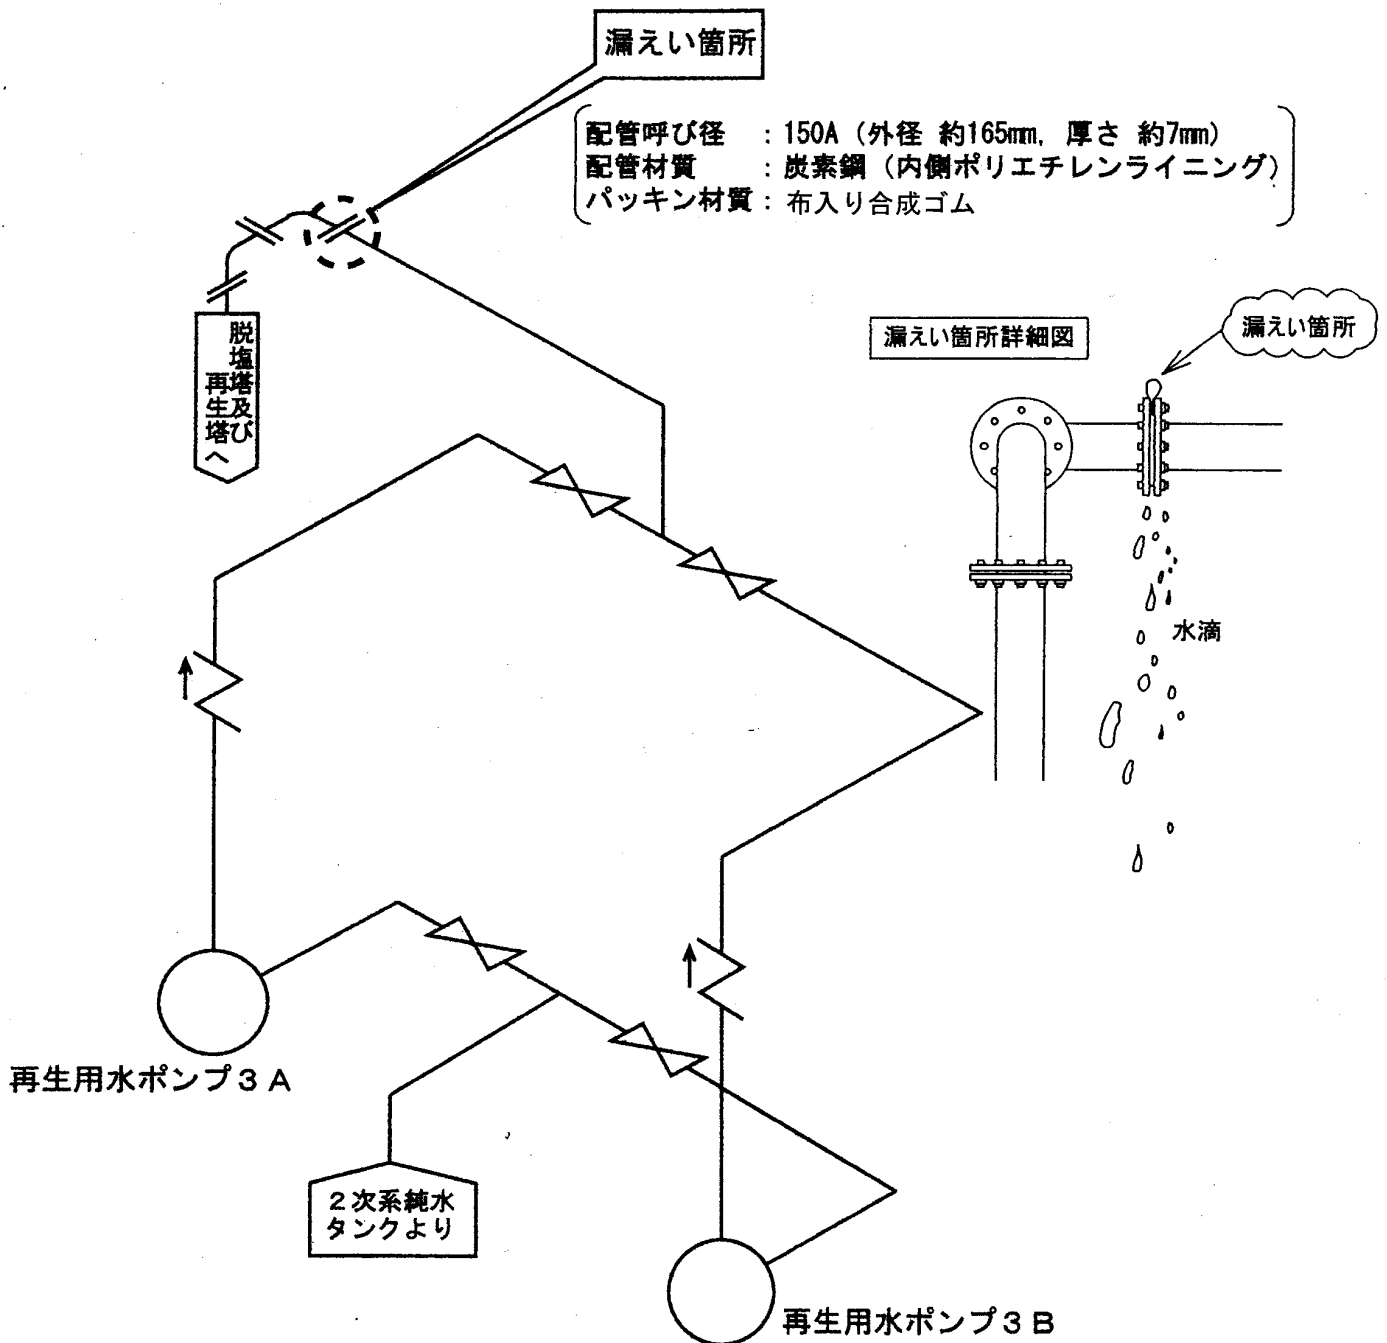 漏えい箇所
配管呼び径 : 150A (外径 約165mm, 厚さ 約7mm)
配管材質 : 炭素鋼 (内側ポリエチレンライニング)
パッキン材質 : 布入り合成ゴム
脱塩塔及び
再生塔へ
漏えい箇所詳細図
漏えい箇所
水滴
再生用水ポンプ3A
2次系純水
タンクより
再生用水ポンプ3B